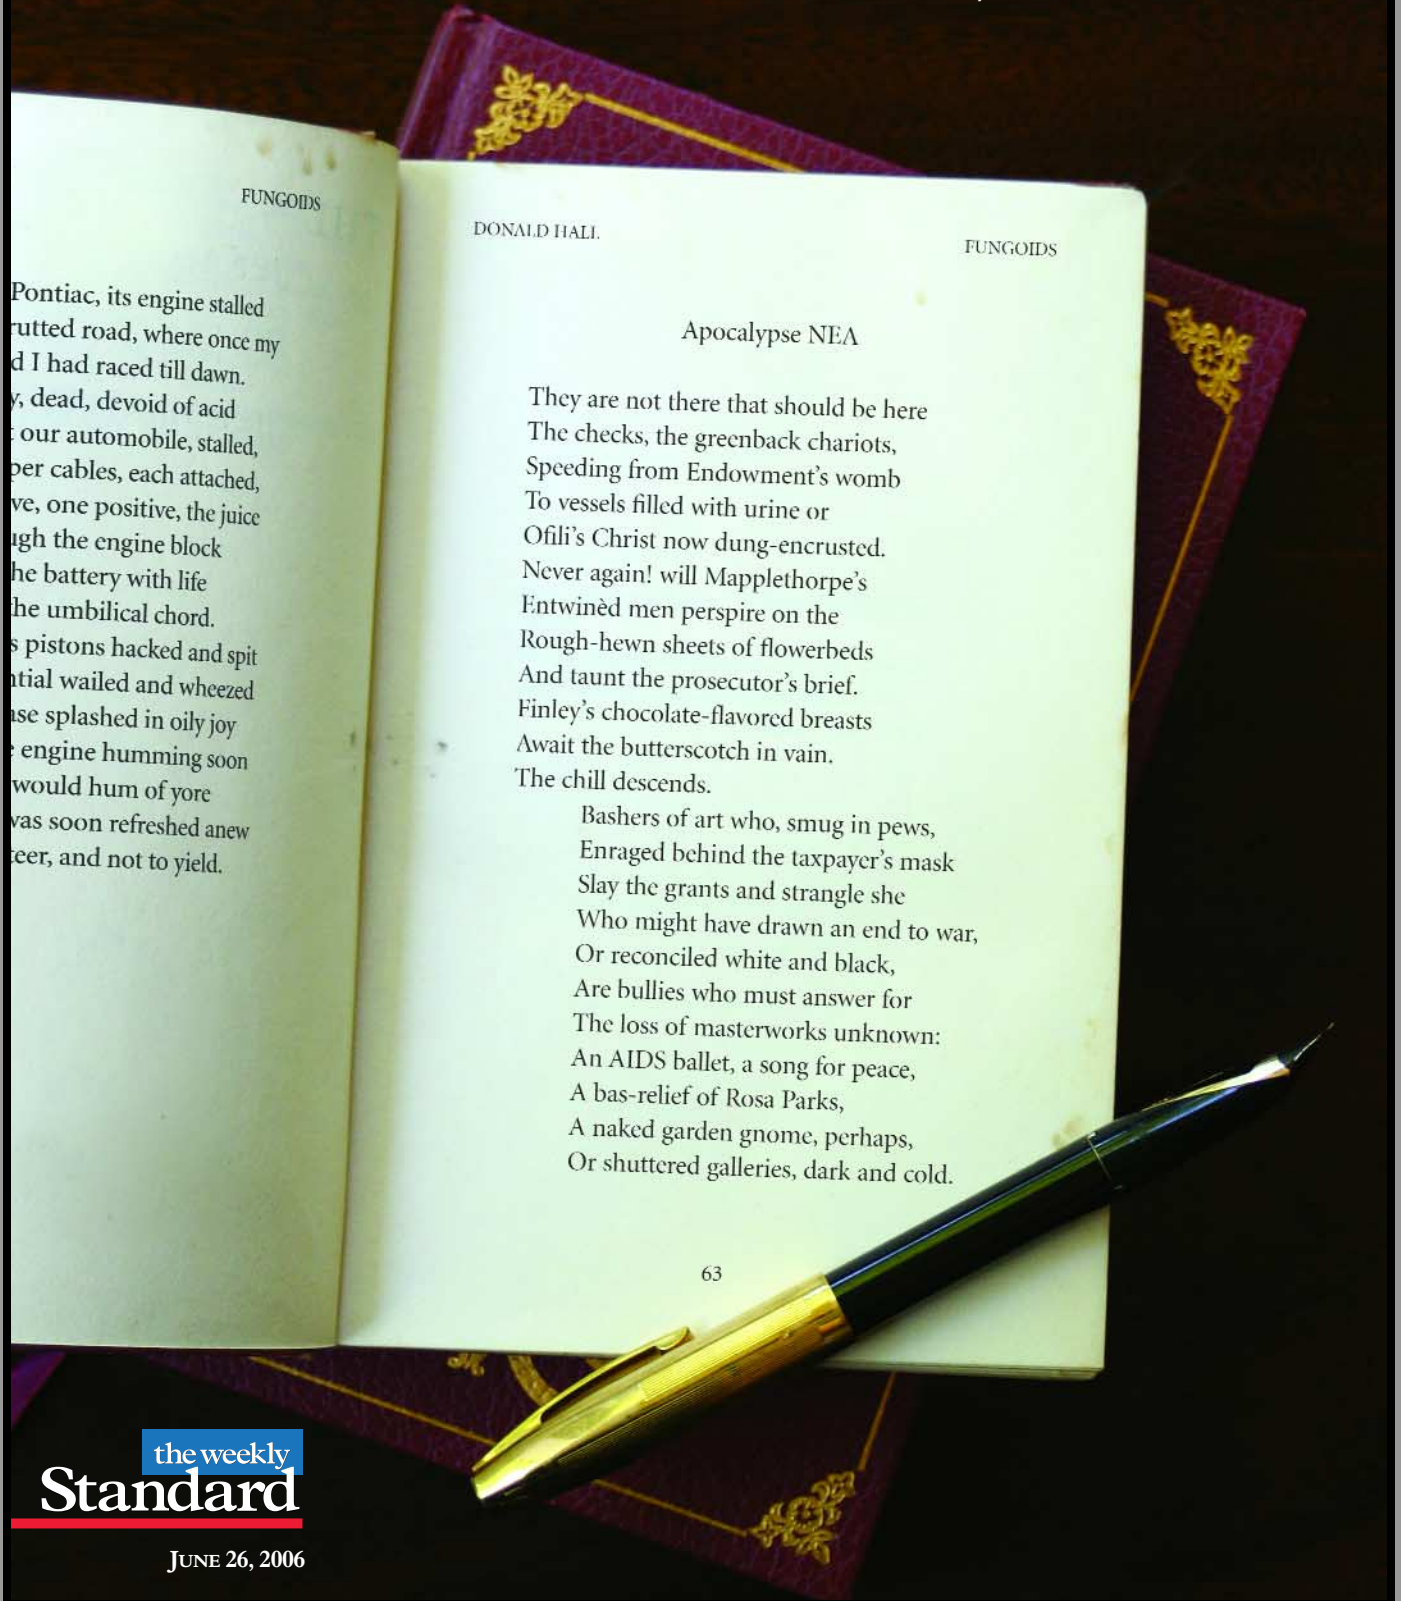 FUNGOIDS
Pontiac, its engine stalled
rutted road, where once my
I had raced till dawn.
dead, devoid of acid
our automobile, stalled,
cables, each attached,
one positive, the juice
the engine block
the battery with life
the umbilical chord.
pistons hacked and spit
wailed and wheezed
splashed in oily joy
engine humming soon
would hum of yore
was soon refreshed anew
and not to yield.
DONALD HALL
FUNGOIDS
Apocalypse NEA
They are not there that should be here
The checks, the greenback chariots,
Speeding from Endowment's womb
To vessels filled with urine or
Ofili's Christ now dung-encrusted.
Never again! will Mapplethorpe's
Entwinèd men perspire on the
Rough-hewn sheets of flowerbeds
And taunt the prosecutor's brief.
Finley's chocolate-flavored breasts
Await the butterscotch in vain.
The chill descends.
Bashers of art who, smug in pews,
Enraged behind the taxpayer's mask
Slay the grants and strangle she
Who might have drawn an end to war,
Or reconciled white and black,
Are bullies who must answer for
The loss of masterworks unknown:
An AIDS ballet, a song for peace,
A bas-relief of Rosa Parks,
A naked garden gnome, perhaps,
Or shuttered galleries, dark and cold.
63
the weekly
Standard
JUNE 26, 2006